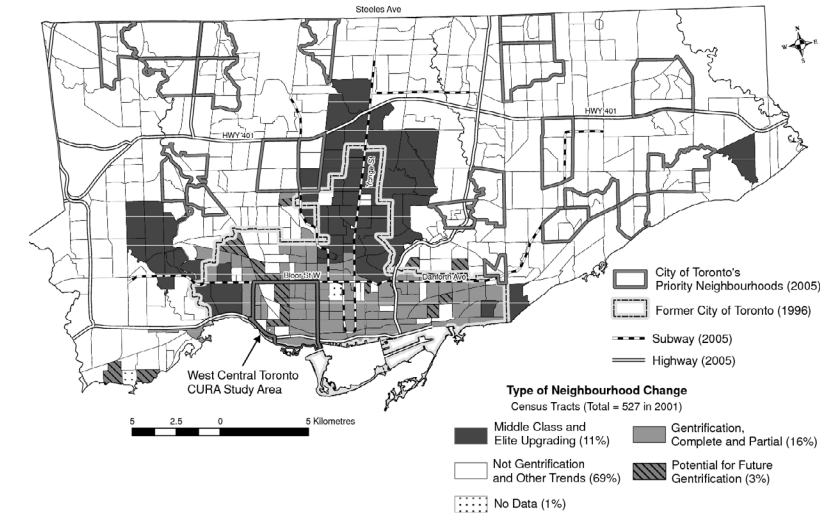 Steeles Ave
N
W
E
S
HWY 401
HWY 401
Yonge St
Bloor St W
Danforth Ave
City of Toronto's
Priority Neighbourhoods (2005)
Former City of Toronto (1996)
Subway (2005)
Highway (2005)
West Central Toronto
CURA Study Area
5 2.5 0 5 Kilometres
Type of Neighbourhood Change
Census Tracts (Total = 527 in 2001)
Middle Class and
Elite Upgrading (11%)
Gentrification,
Complete and Partial (16%)
Not Gentrification
and Other Trends (69%)
Potential for Future
Gentrification (3%)
No Data (1%)